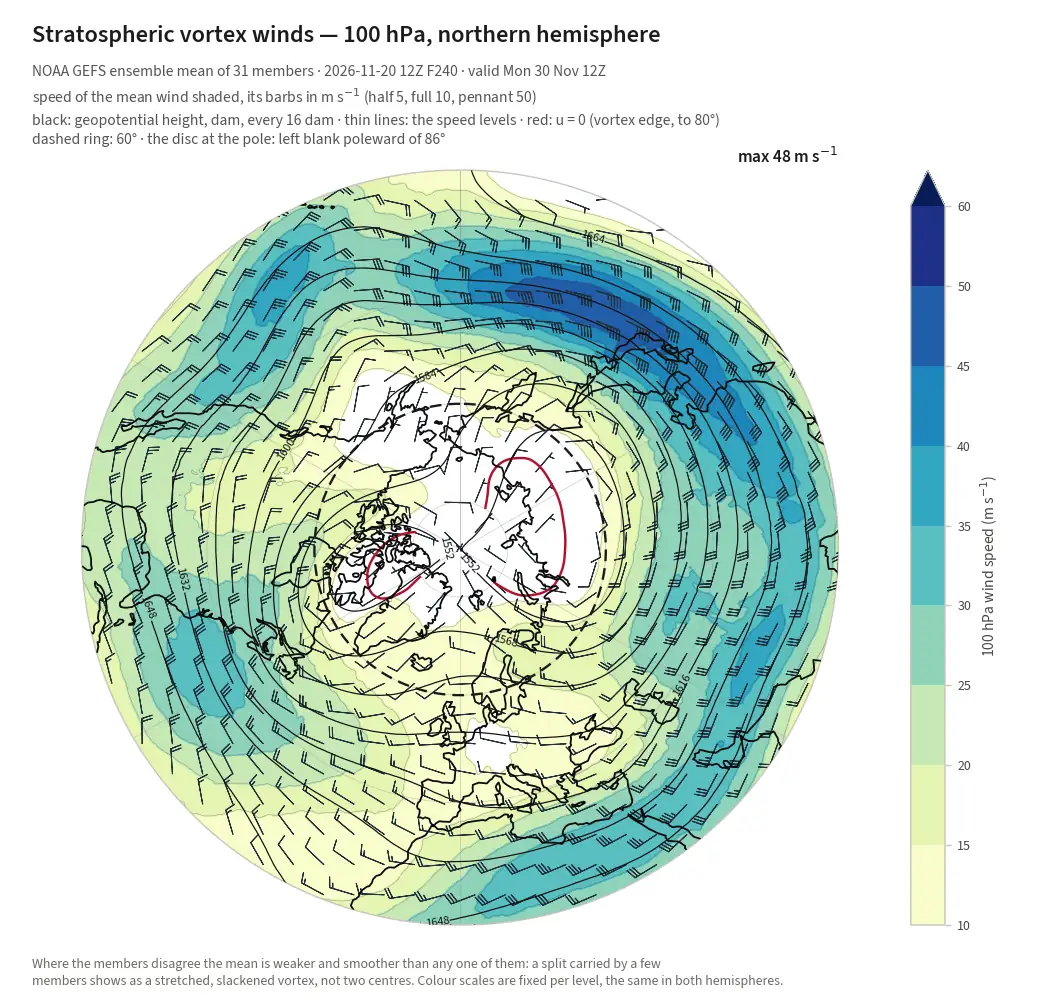 Stratospheric vortex winds — 100 hPa, northern hemisphere
NOAA GEFS ensemble mean of 31 members · 2026-11-20 12Z F240 · valid Mon 30 Nov 12Z
speed of the mean wind shaded, its barbs in m s⁻¹ (half 5, full 10, pennant 50)
black: geopotential height, dam, every 16 dam · thin lines: the speed levels · red: u = 0 (vortex edge, to 80°)
dashed ring: 60° · the disc at the pole: left blank poleward of 86°
max 48 m s⁻¹
1664
1584
1600
1552
1552
1632
1648
1568
1616
1648
60
50
45
40
35
30
25
20
15
10
100 hPa wind speed (m s⁻¹)
Where the members disagree the mean is weaker and smoother than any one of them: a split carried by a few
members shows as a stretched, slackened vortex, not two centres. Colour scales are fixed per level, the same in both hemispheres.